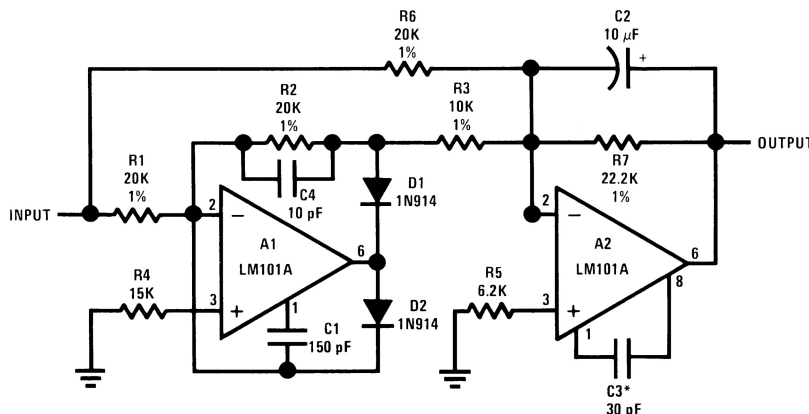 R6
20K
1%
C2
10 µF
+
R2
20K
1%
R3
10K
1%
OUTPUT
R1
20K
1%
C4
10 pF
D1
1N914
R7
22.2K
1%
INPUT
2
−
A1
LM101A
6
2
−
A2
LM101A
6
8
R4
15K
3
+
1
D2
1N914
R5
6.2K
3
+
1
C1
150 pF
C3*
30 pF